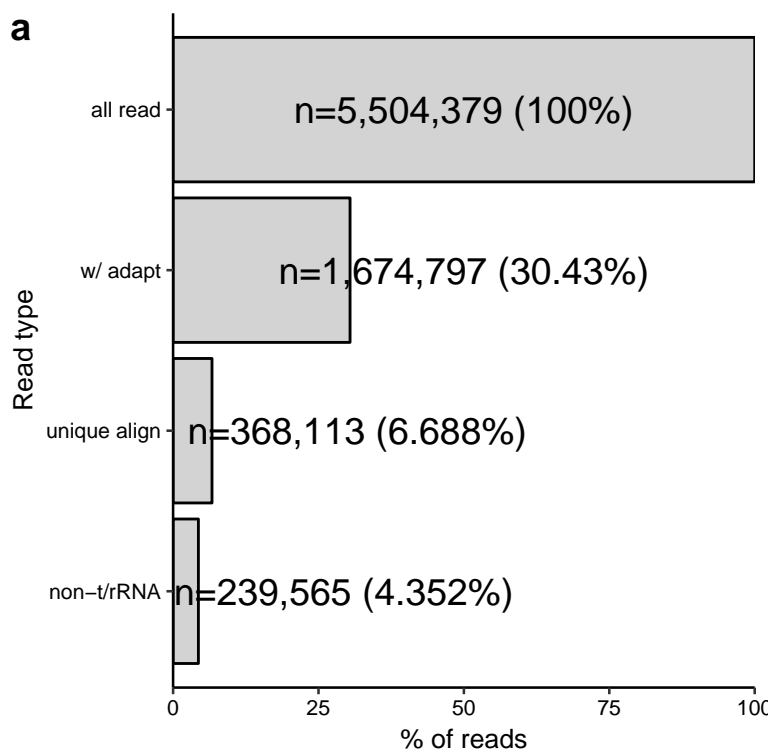 a
all read
n=5,504,379 (100%)
w/ adapt
n=1,674,797 (30.43%)
unique align
n=368,113 (6.688%)
non−t/rRNA
n=239,565 (4.352%)
Read type
0 25 50 75 100
% of reads